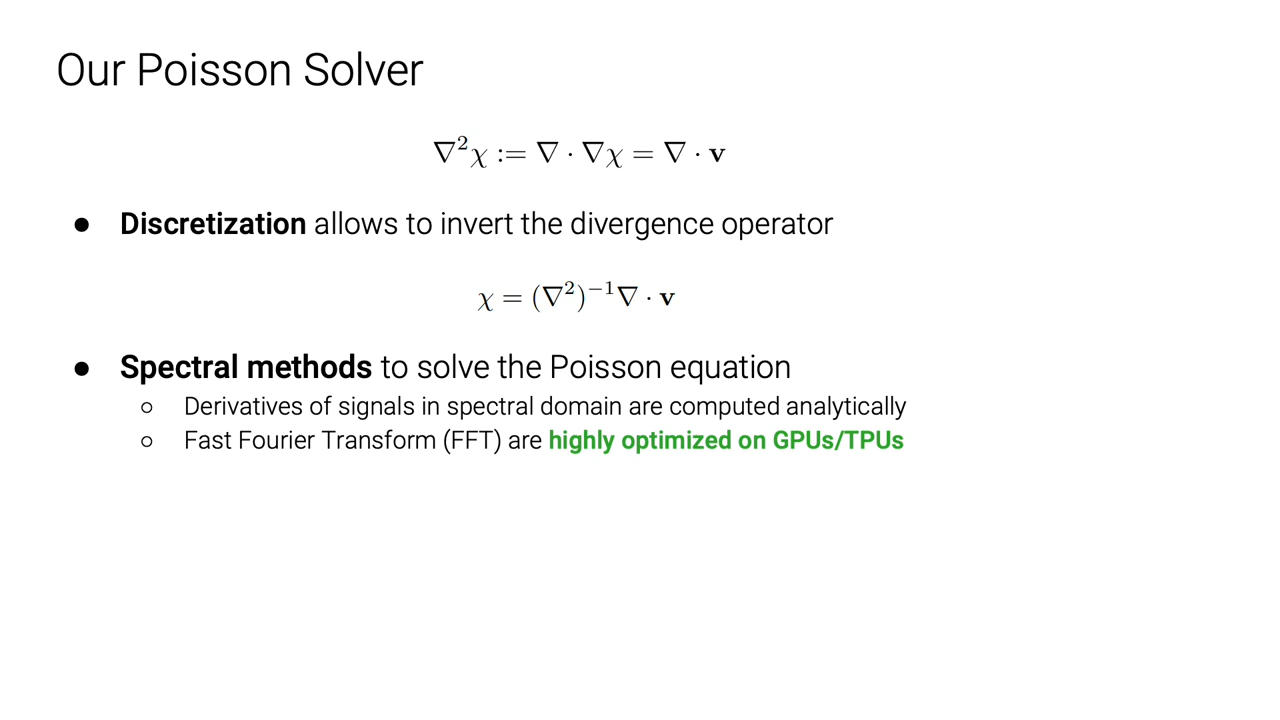 Our Poisson Solver
∇²χ := ∇ · ∇χ = ∇ · v
● Discretization allows to invert the divergence operator
χ = (∇²)⁻¹∇ · v
● Spectral methods to solve the Poisson equation
○ Derivatives of signals in spectral domain are computed analytically
○ Fast Fourier Transform (FFT) are highly optimized on GPUs/TPUs